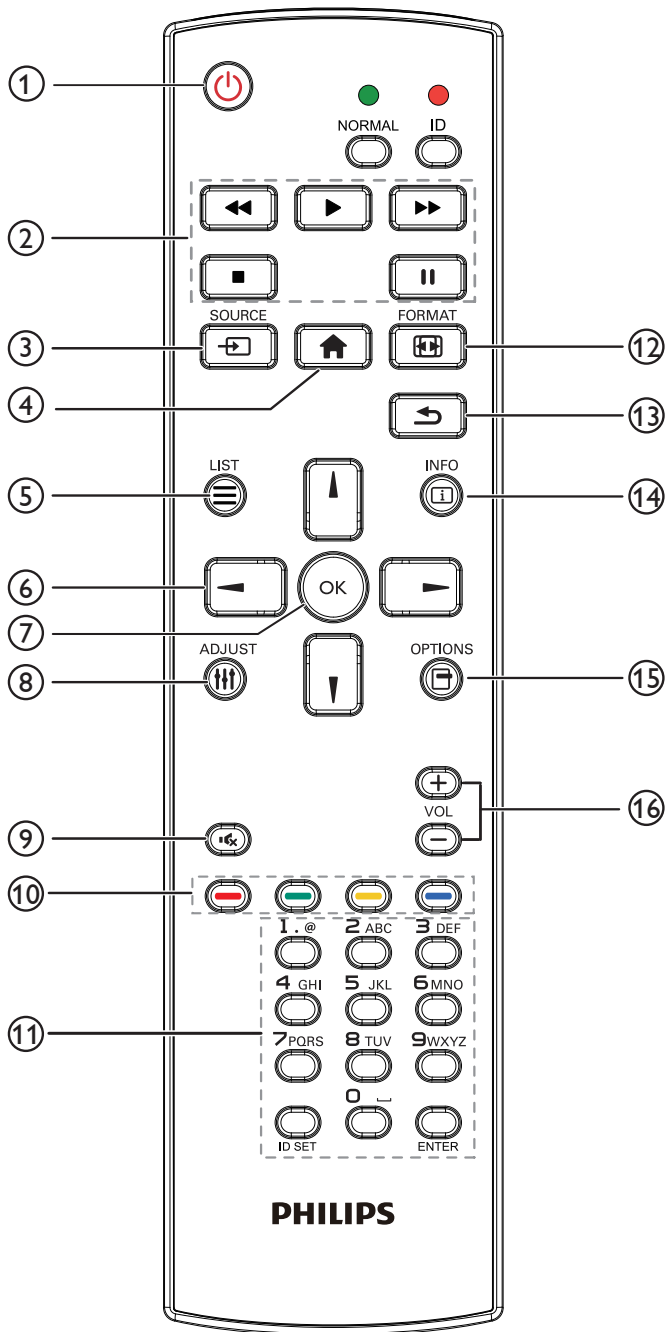 ①
NORMAL ID
②
SOURCE FORMAT
③ ⑫
④
⑬
LIST INFO
⑤ ⑭
⑥ OK
⑦
ADJUST OPTIONS
⑧ ⑮
VOL ⑯
⑨
⑩
1.@ 2 ABC 3 DEF
4 GHI 5 JKL 6 MNO
⑪ 7 PQRS 8 TUV 9 WXYZ
0 ⎵
ID SET ENTER
PHILIPS